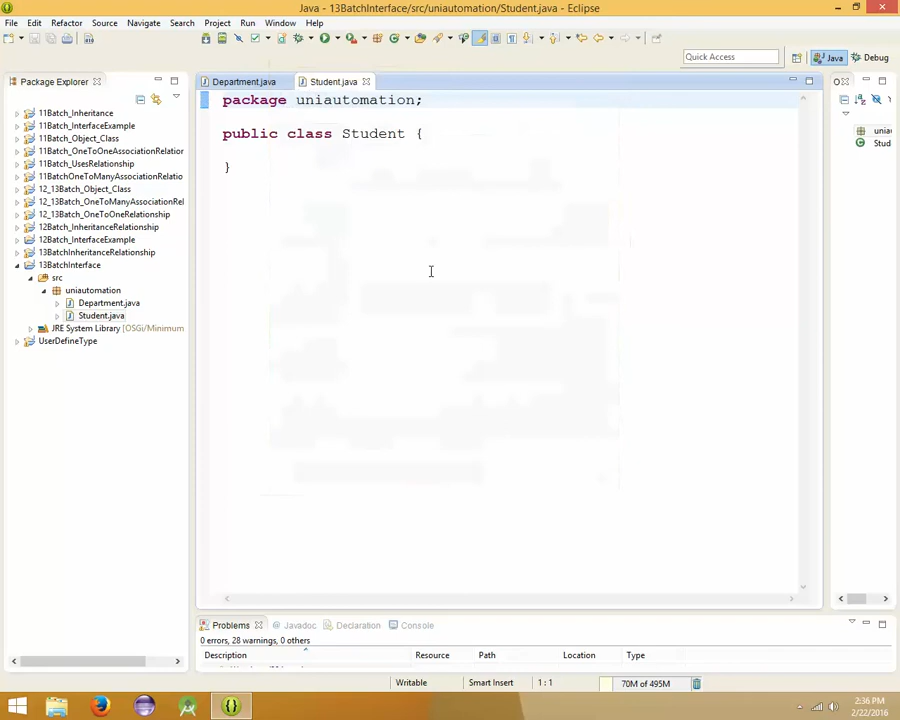 Java - 13BatchInterface/src/uniautomation/Student.java - Eclipse
File Edit Refactor Source Navigate Search Project Run Window Help
Quick Access
Java
Debug
Package Explorer
Department.java
Student.java
11Batch_Inheritance
11Batch_InterfaceExample
11Batch_Object_Class
11Batch_OneToOneAssociationRelation
11Batch_UsesRelationship
11BatchOneToManyAssociationRelatio
12_13Batch_Object_Class
12_13Batch_OneToManyAssociationRel
12_13Batch_OneToOneRelationship
12Batch_InheritanceRelationship
12Batch_InterfaceExample
13BatchInheritanceRelationship
13BatchInterface
src
uniautomation
Department.java
Student.java
JRE System Library [OSGi/Minimum
UserDefineType
package uniautomation;
public class Student {
}
unia
Stud
Problems
@ Javadoc
Declaration
Console
0 errors, 28 warnings, 0 others
Description Resource Path Location Type
Writable
Smart Insert
1 : 1
70M of 495M
2:36 PM
2/22/2016